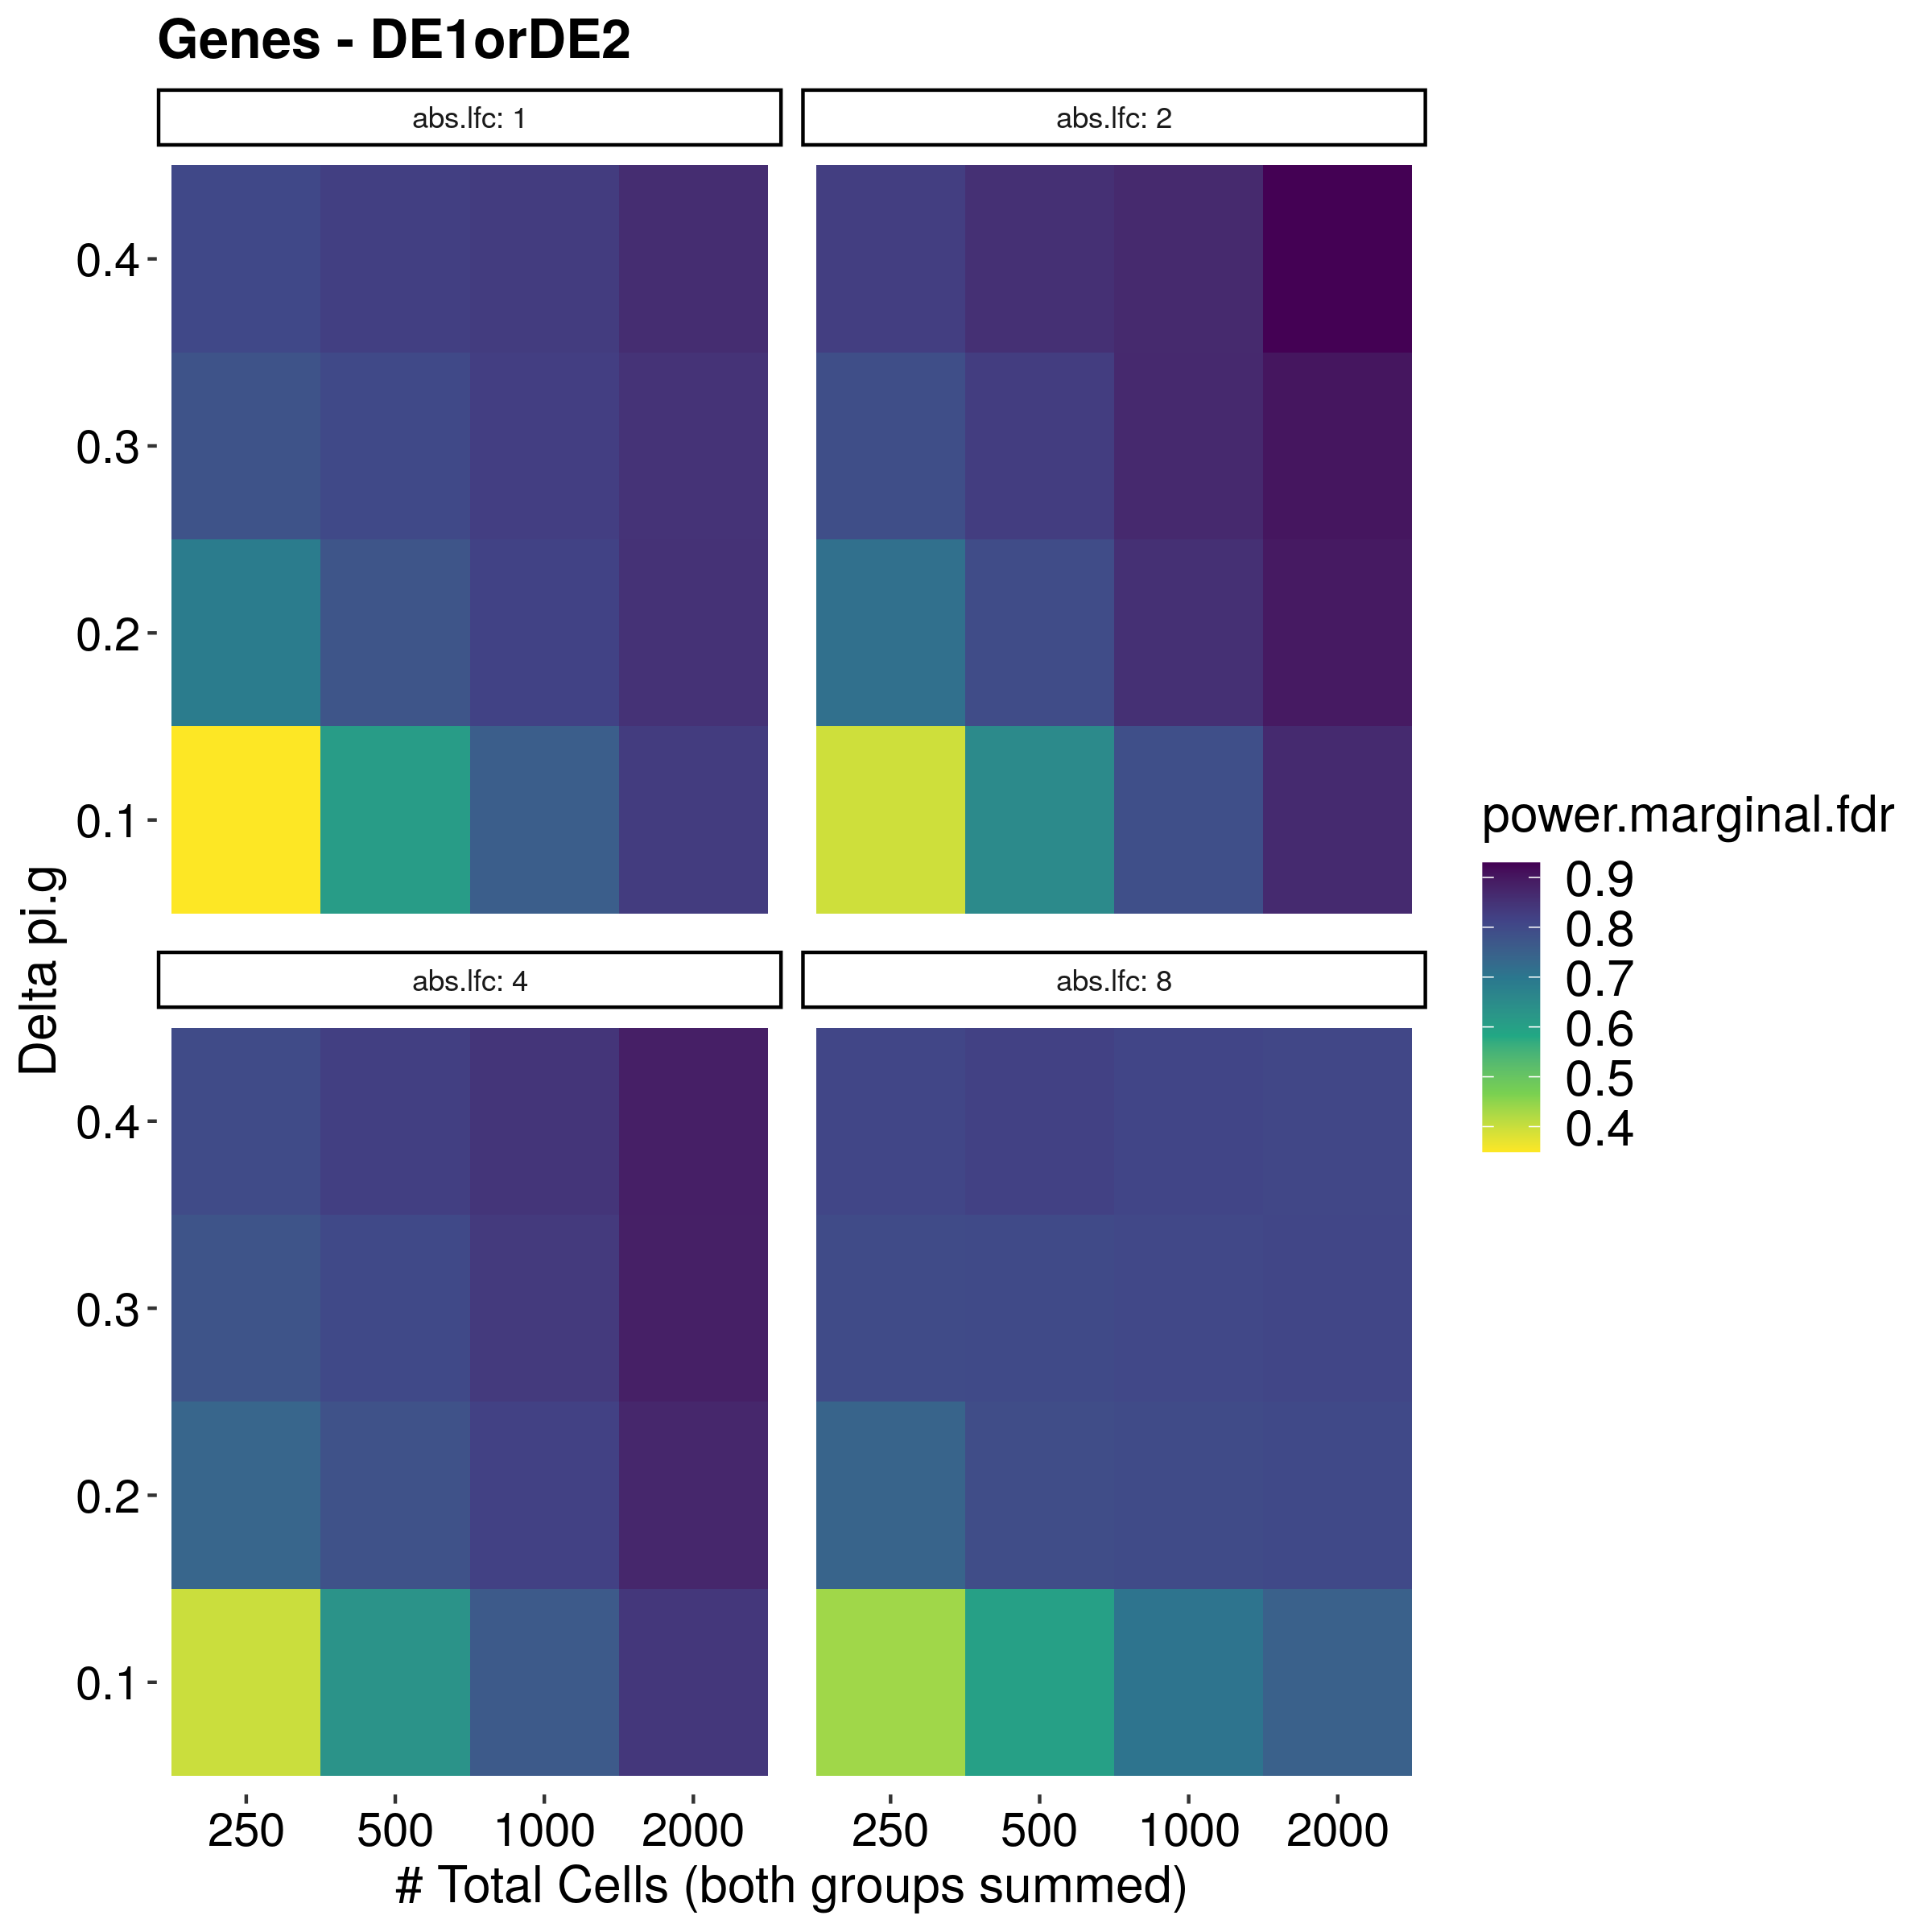 Genes - DE1orDE2
abs.lfc: 1
abs.lfc: 2
0.4
0.3
0.2
0.1
abs.lfc: 4
abs.lfc: 8
0.4
0.3
0.2
0.1
Delta pi.g
250 500 1000 2000
250 500 1000 2000
# Total Cells (both groups summed)
power.marginal.fdr
0.9
0.8
0.7
0.6
0.5
0.4